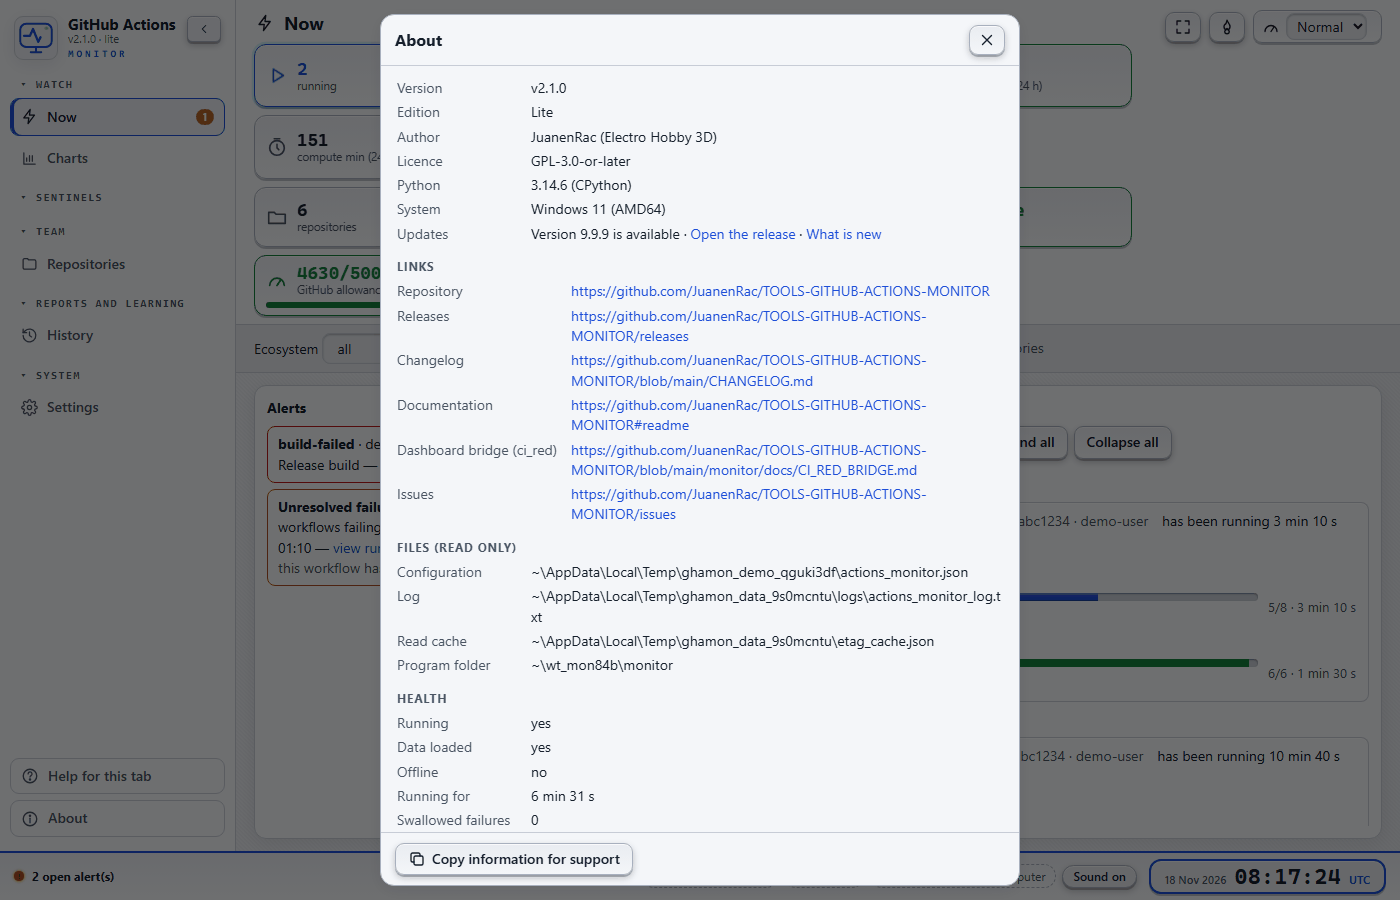 GitHub Actions
v2.1.0 · lite
MONITOR
WATCH
Now
1
Charts
SENTINELS
TEAM
Repositories
REPORTS AND LEARNING
History
SYSTEM
Settings
Help for this tab
About
Now
Normal
2
running
24 h)
151
compute min (24
6
repositories
4630/500
GitHub allowanc
Ecosystem
all
ries
Alerts
build-failed · de
Release build —
Unresolved failu
workflows failing
01:10 — view run
this workflow ha
nd all
Collapse all
abc1234 · demo-user has been running 3 min 10 s
5/8 · 3 min 10 s
6/6 · 1 min 30 s
bc1234 · demo-user has been running 10 min 40 s
About
Version v2.1.0
Edition Lite
Author JuanenRac (Electro Hobby 3D)
Licence GPL-3.0-or-later
Python 3.14.6 (CPython)
System Windows 11 (AMD64)
Updates Version 9.9.9 is available · Open the release · What is new
LINKS
Repository https://github.com/JuanenRac/TOOLS-GITHUB-ACTIONS-MONITOR
Releases https://github.com/JuanenRac/TOOLS-GITHUB-ACTIONS-
MONITOR/releases
Changelog https://github.com/JuanenRac/TOOLS-GITHUB-ACTIONS-
MONITOR/blob/main/CHANGELOG.md
Documentation https://github.com/JuanenRac/TOOLS-GITHUB-ACTIONS-
MONITOR#readme
Dashboard bridge (ci_red) https://github.com/JuanenRac/TOOLS-GITHUB-ACTIONS-
MONITOR/blob/main/monitor/docs/CI_RED_BRIDGE.md
Issues https://github.com/JuanenRac/TOOLS-GITHUB-ACTIONS-
MONITOR/issues
FILES (READ ONLY)
Configuration ~\AppData\Local\Temp\ghamon_demo_qguki3df\actions_monitor.json
Log ~\AppData\Local\Temp\ghamon_data_9s0mcntu\logs\actions_monitor_log.t
xt
Read cache ~\AppData\Local\Temp\ghamon_data_9s0mcntu\etag_cache.json
Program folder ~\wt_mon84b\monitor
HEALTH
Running yes
Data loaded yes
Offline no
Running for 6 min 31 s
Swallowed failures 0
Copy information for support
2 open alert(s)
puter
Sound on
18 Nov 2026 08:17:24 UTC